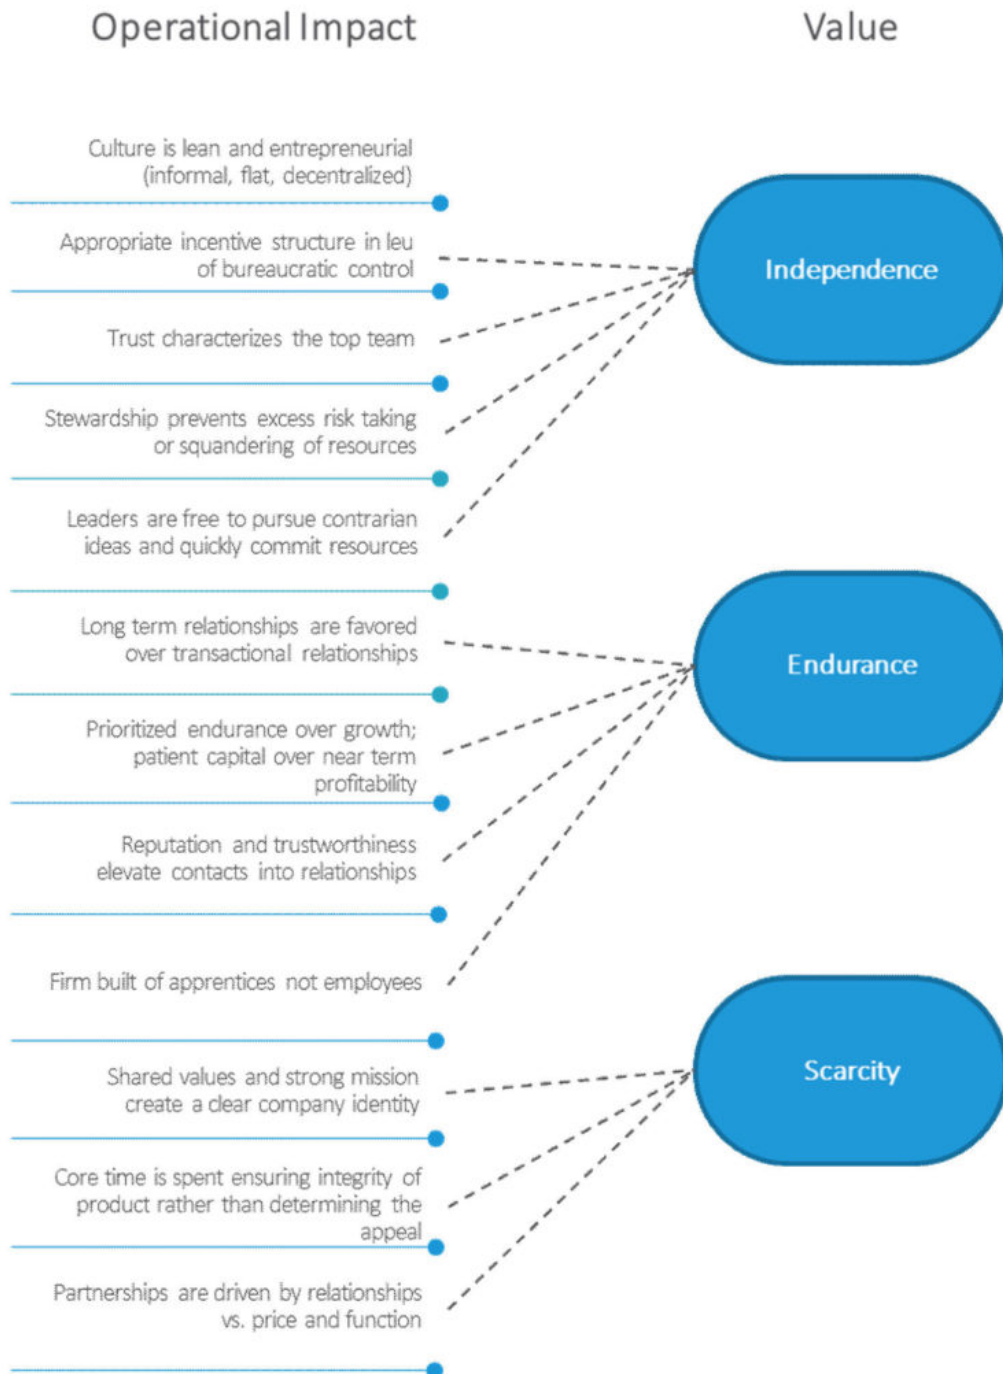 Operational Impact
Value
Culture is lean and entrepreneurial
(informal, flat, decentralized)
Appropriate incentive structure in leu
of bureaucratic control
Trust characterizes the top team
Stewardship prevents excess risk taking
or squandering of resources
Leaders are free to pursue contrarian
ideas and quickly commit resources
Independence
Long term relationships are favored
over transactional relationships
Prioritized endurance over growth;
patient capital over near term
profitability
Reputation and trustworthiness
elevate contacts into relationships
Firm built of apprentices not employees
Endurance
Shared values and strong mission
create a clear company identity
Core time is spent ensuring integrity of
product rather than determining the
appeal
Partnerships are driven by relationships
vs. price and function
Scarcity